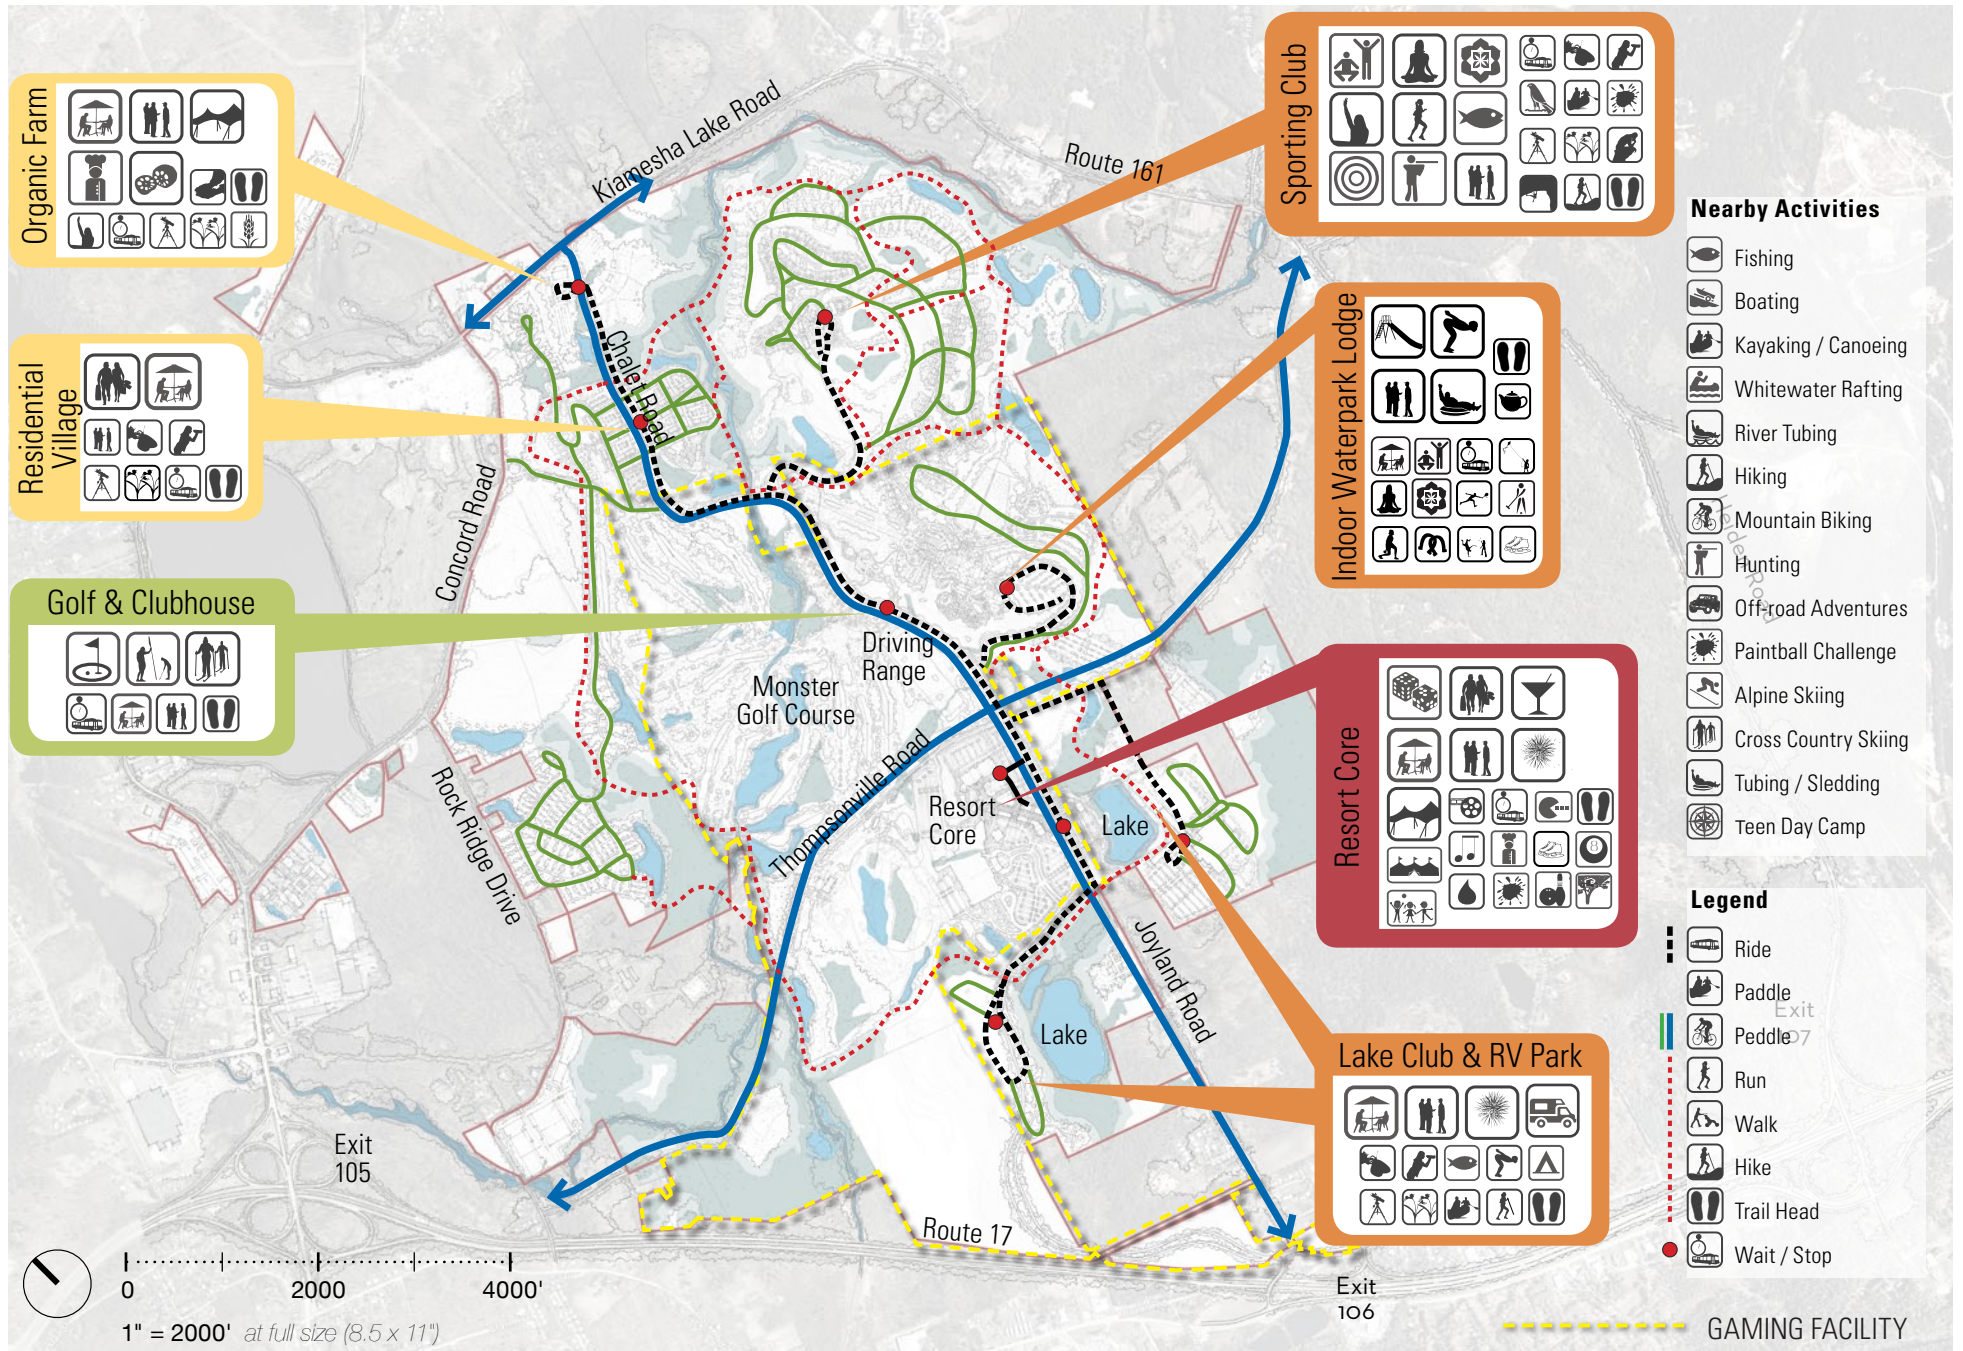 Organic Farm
Residential
Village
Golf & Clubhouse
Sporting Club
Indoor Waterpark Lodge
Resort Core
Lake Club & RV Park
Kiamesha Lake Road
Route 161
Chalet Road
Concord Road
Driving
Range
Monster
Golf Course
Thompsonville Road
Rock Ridge Drive
Resort
Core
Lake
Joyland Road
Lake
Exit
105
Route 17
Exit
106
Nearby Activities
Fishing
Boating
Kayaking / Canoeing
Whitewater Rafting
River Tubing
Hiking
Mountain Biking
Hunting
Off-road Adventures
Paintball Challenge
Alpine Skiing
Cross Country Skiing
Tubing / Sledding
Teen Day Camp
Road
Legend
Ride
Paddle
Exit
107
Peddle
Run
Walk
Hike
Trail Head
Wait / Stop
8
0 2000 4000'
1" = 2000' at full size (8.5 x 11")
GAMING FACILITY